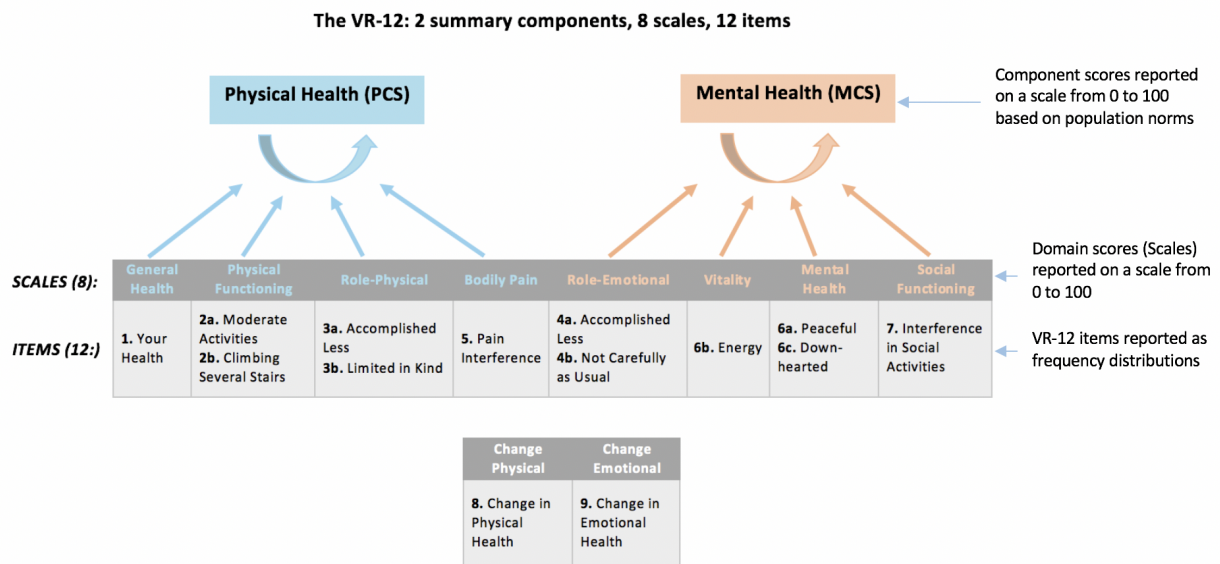 The VR-12: 2 summary components, 8 scales, 12 items
Physical Health (PCS)
Mental Health (MCS)
Component scores reported
on a scale from 0 to 100
based on population norms
SCALES (8):
General
Health
Physical
Functioning
Role-Physical
Bodily Pain
Role-Emotional
Vitality
Mental
Health
Social
Functioning
Domain scores (Scales)
reported on a scale from
0 to 100
ITEMS (12:)
1. Your
Health
2a. Moderate
Activities
2b. Climbing
Several Stairs
3a. Accomplished
Less
3b. Limited in Kind
5. Pain
Interference
4a. Accomplished
Less
4b. Not Carefully
as Usual
6b. Energy
6a. Peaceful
6c. Down-
hearted
7. Interference
in Social
Activities
VR-12 items reported as
frequency distributions
Change
Physical
Change
Emotional
8. Change in
Physical
Health
9. Change in
Emotional
Health